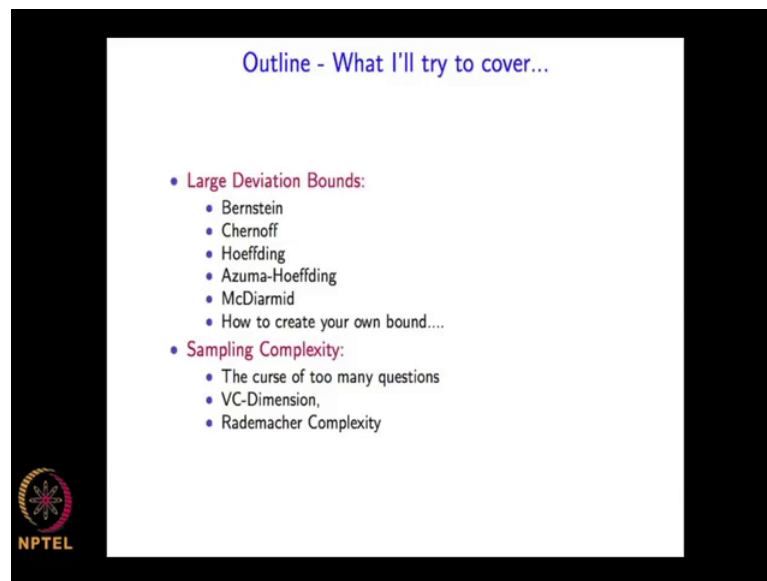 Outline - What I'll try to cover...
• Large Deviation Bounds:
• Bernstein
• Chernoff
• Hoeffding
• Azuma-Hoeffding
• McDiarmid
• How to create your own bound....
• Sampling Complexity:
• The curse of too many questions
• VC-Dimension,
• Rademacher Complexity
NPTEL